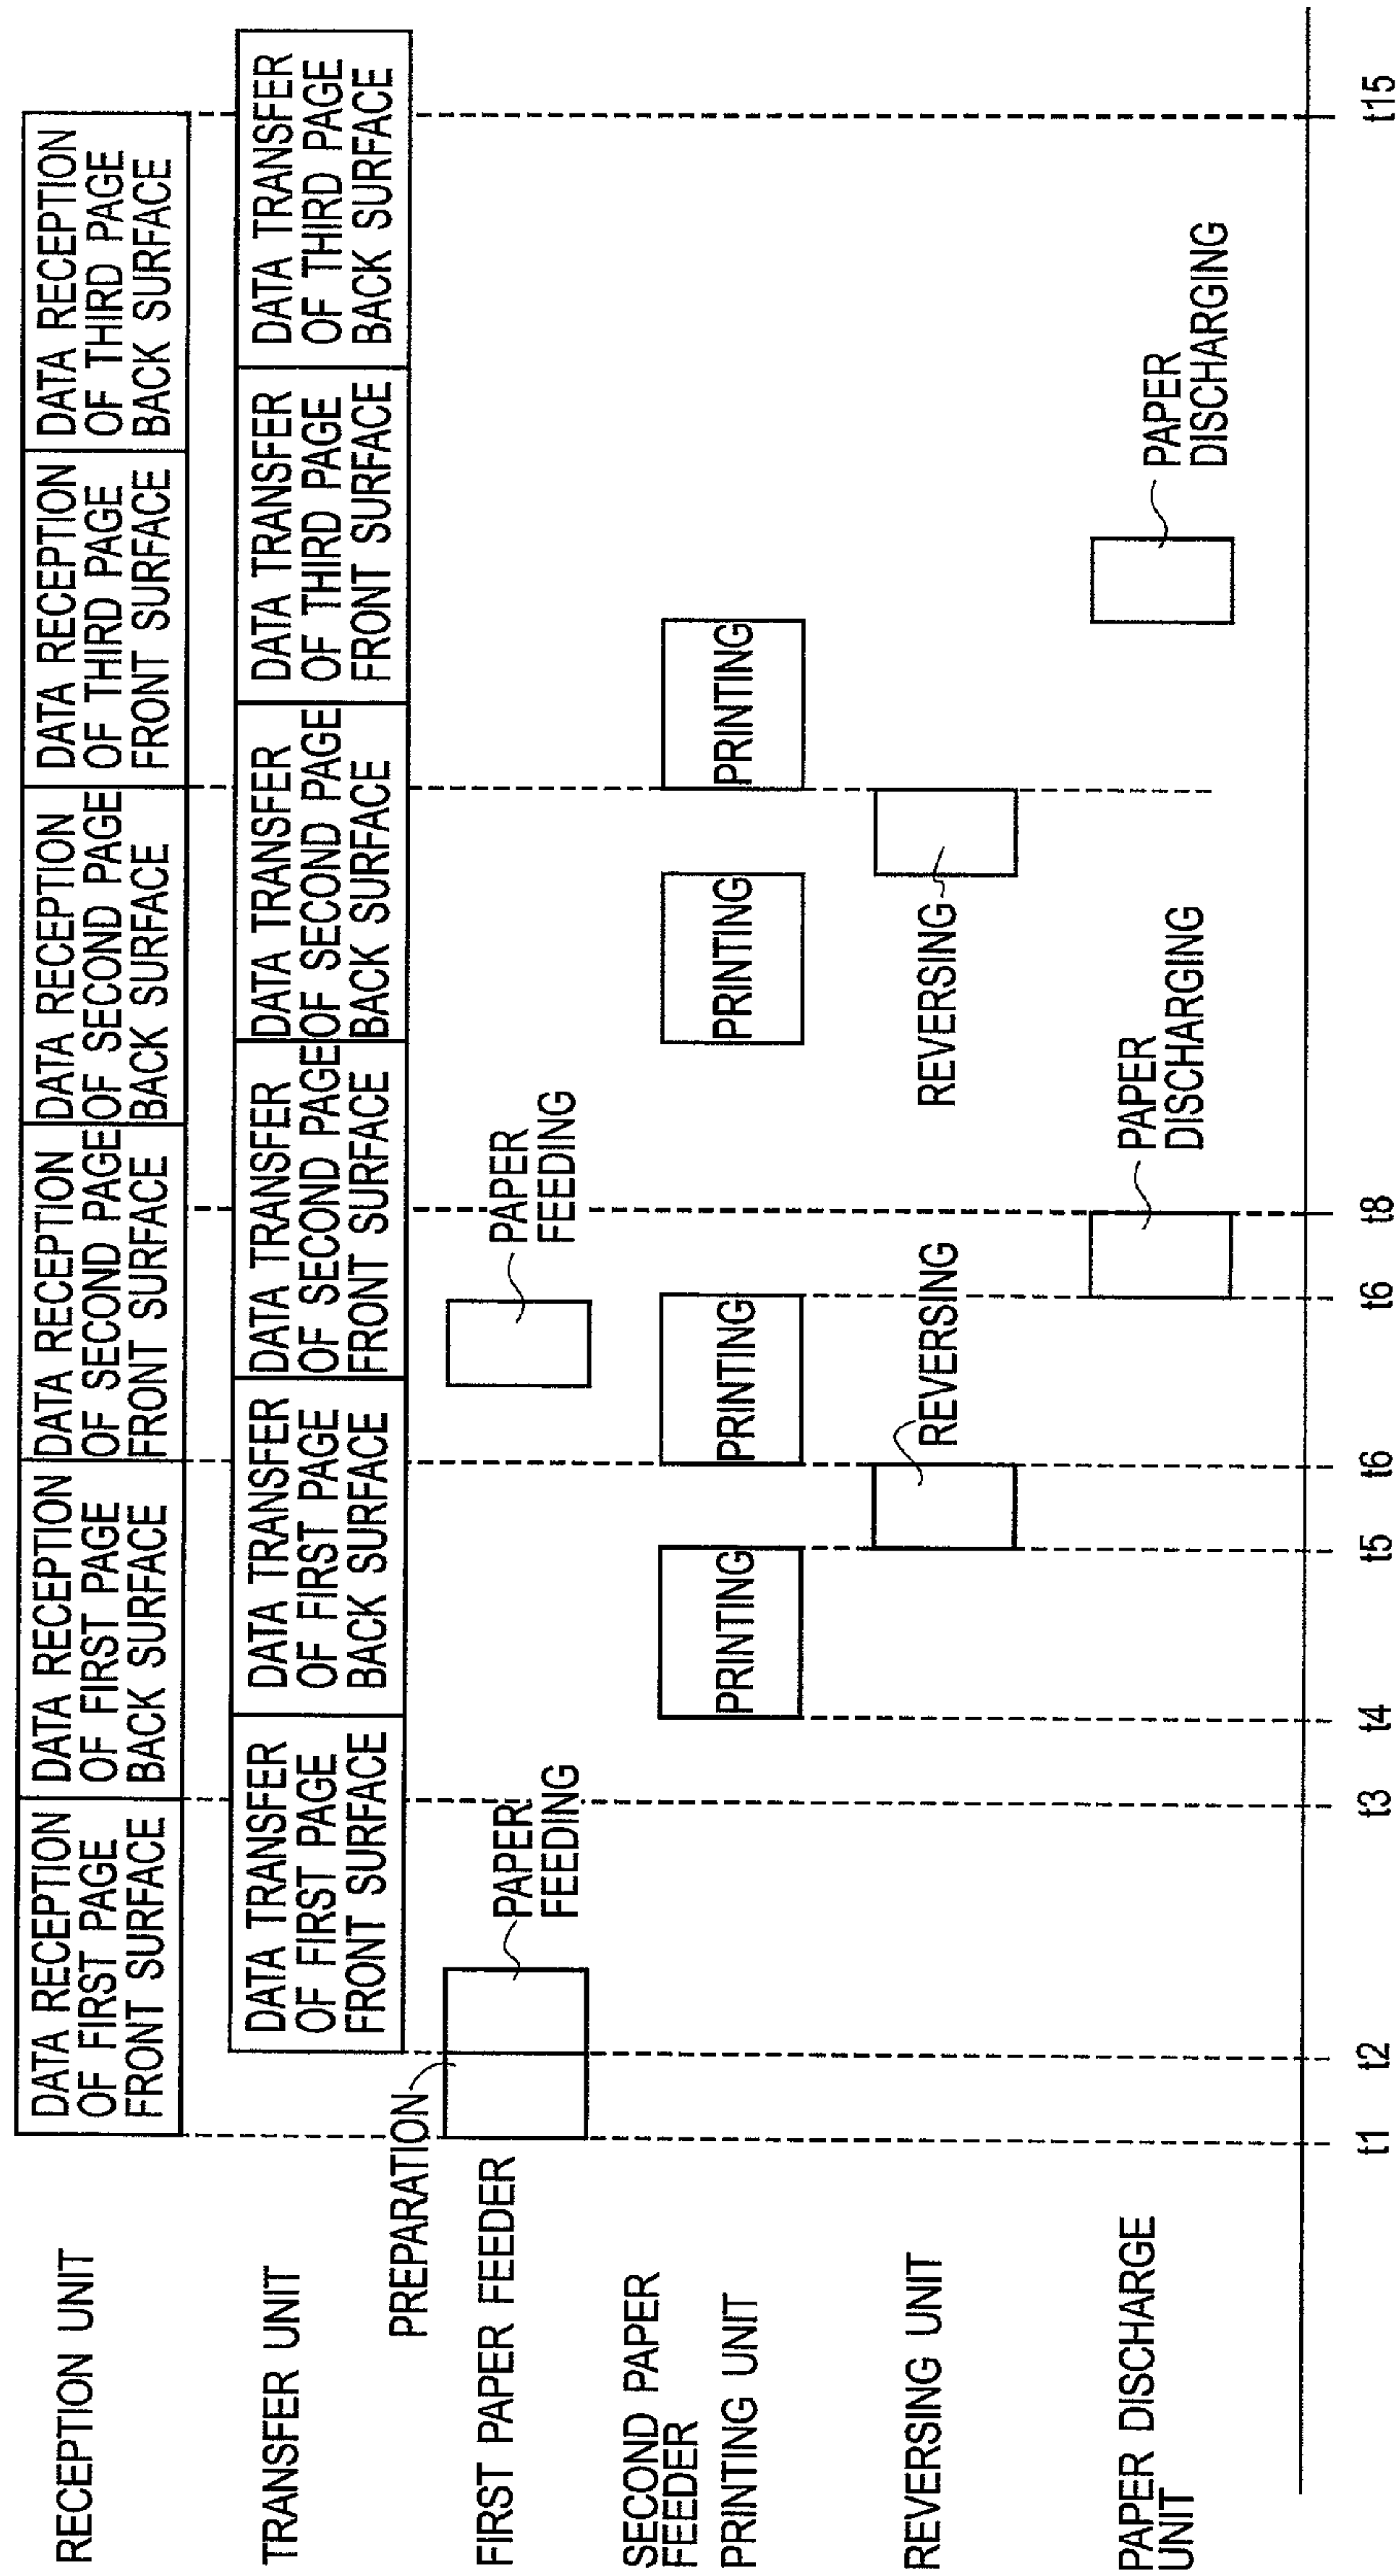 RECEPTION UNIT
DATA RECEPTION
OF FIRST PAGE
FRONT SURFACE
DATA RECEPTION
OF FIRST PAGE
BACK SURFACE
DATA RECEPTION
OF SECOND PAGE
FRONT SURFACE
DATA RECEPTION
OF SECOND PAGE
BACK SURFACE
DATA RECEPTION
OF THIRD PAGE
FRONT SURFACE
DATA RECEPTION
OF THIRD PAGE
BACK SURFACE
TRANSFER UNIT
DATA TRANSFER
OF FIRST PAGE
FRONT SURFACE
DATA TRANSFER
OF FIRST PAGE
BACK SURFACE
DATA TRANSFER
OF SECOND PAGE
FRONT SURFACE
DATA TRANSFER
OF SECOND PAGE
BACK SURFACE
DATA TRANSFER
OF THIRD PAGE
FRONT SURFACE
DATA TRANSFER
OF THIRD PAGE
BACK SURFACE
PREPARATION
FIRST PAPER FEEDER
PAPER
FEEDING
PAPER
FEEDING
SECOND PAPER
FEEDER
PRINTING UNIT
PRINTING
PRINTING
PRINTING
PRINTING
REVERSING UNIT
REVERSING
REVERSING
PAPER DISCHARGE
UNIT
PAPER
DISCHARGING
PAPER
DISCHARGING
t1
t2
t3
t4
t5
t6
t6
t8
t15